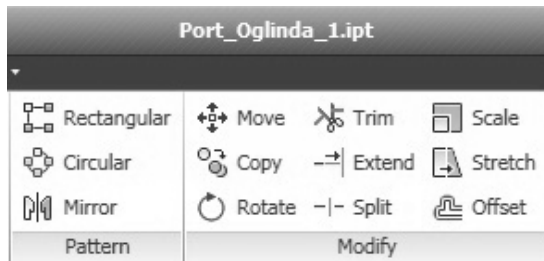 Port_Oglinda_1.ipt
Rectangular Move Trim Scale
Circular Copy Extend Stretch
Mirror Rotate Split Offset
Pattern Modify